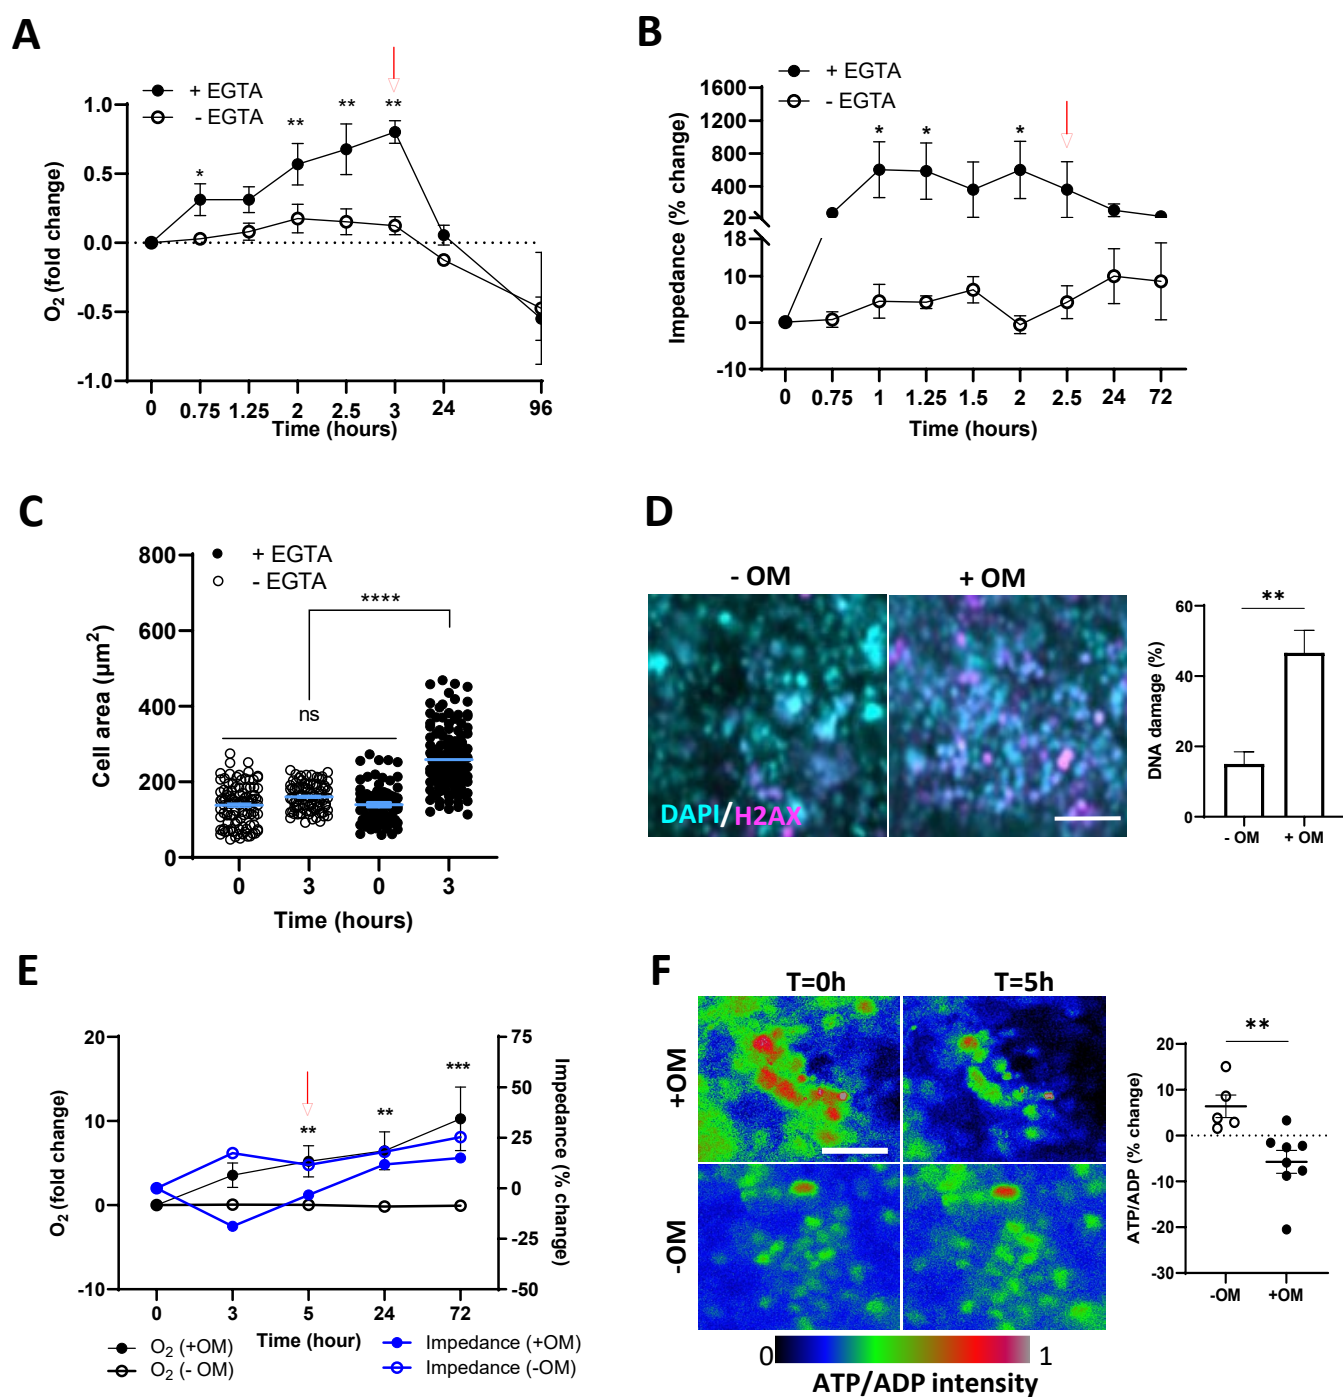 A
+ EGTA
- EGTA
* ** ** **
1.0
0.5
0.0
-0.5
-1.0
O2 (fold change)
0 0.75 1.25 2 2.5 3 24 96
Time (hours)
B
+ EGTA
- EGTA
* * *
1600
1200
800
400
20
18
10
0
-10
Impedance (% change)
0 0.75 1 1.25 1.5 2 2.5 24 72
Time (hours)
C
+ EGTA
- EGTA
****
ns
800
600
400
200
0
Cell area (µm²)
0 3 0 3
Time (hours)
D
- OM + OM
DAPI/H2AX
**
60
40
20
0
DNA damage (%)
- OM + OM
E
20
10
0
-10
O2 (fold change)
** ** ***
75
50
25
0
-25
-50
Impedance (% change)
0 3 5 24 72
Time (hour)
O2 (+OM)
O2 (- OM)
Impedance (+OM)
Impedance (-OM)
F
T=0h T=5h
+OM
-OM
0 1
ATP/ADP intensity
**
20
10
0
-10
-20
-30
ATP/ADP (% change)
-OM +OM